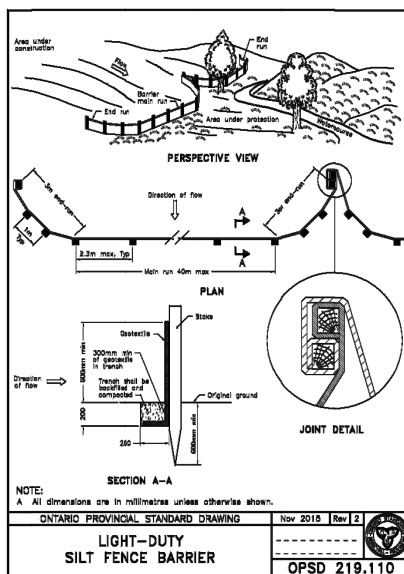 Area under
construction
Flow
End
run
Barrier
main run
End run
Area under protection
Watercourse
PERSPECTIVE VIEW
3m end-run
Direction of flow
3m end-run
A
1m
Typ
2.3m max, Typ
A
Main run 40m max
PLAN
Stake
Geotextile
300mm min
of geotextile
in trench
600mm min
Trench shall be
backfilled and
compacted
Direction
of flow
Original ground
200
200
600mm min
JOINT DETAIL
SECTION A-A
NOTE:
A All dimensions are in millimetres unless otherwise shown.
ONTARIO PROVINCIAL STANDARD DRAWING
Nov 2015
Rev 2
LIGHT-DUTY
SILT FENCE BARRIER
OPSD 219.110